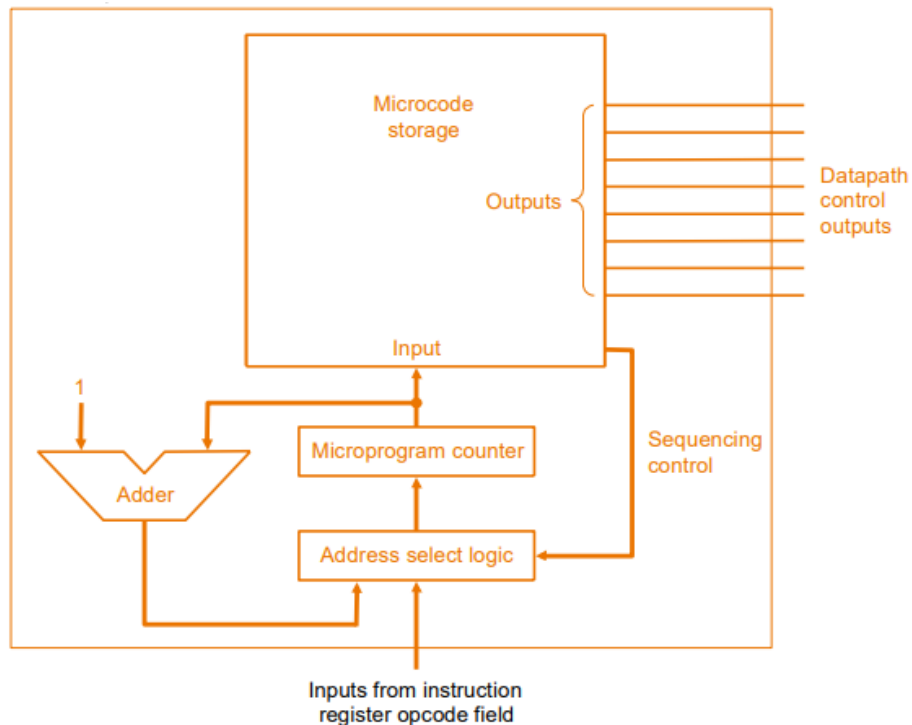 Microcode
storage
Outputs
Datapath
control
outputs
Input
1
Microprogram counter
Sequencing
control
Adder
Address select logic
Inputs from instruction
register opcode field